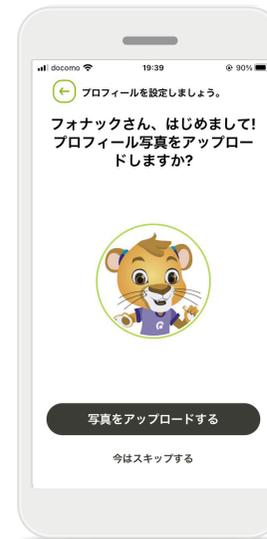 docomo 19:39 90%
プロフィールを設定しましょう。
フォナックさん、はじめまして!
プロフィール写真をアップロー
ドしますか?
写真をアップロードする
今はスキップする